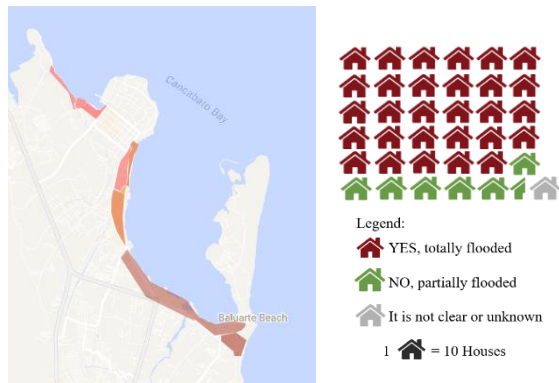 Cancabato Bay
Baluarte Beach
Legend:
YES, totally flooded
NO, partially flooded
It is not clear or unknown
1 = 10 Houses